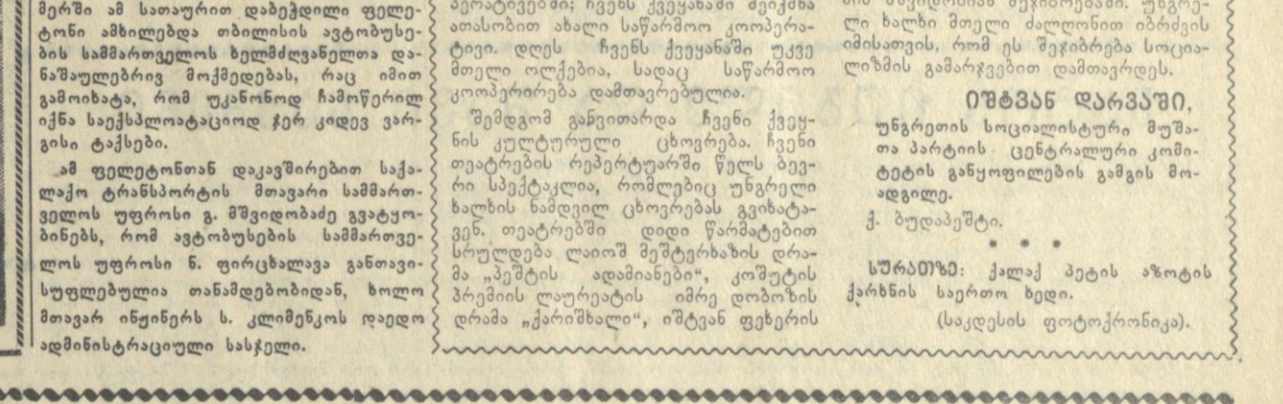 მერში ამ სათაურით დაბეჭდილი ფელე-
ტონი ამხილებდა თბილისის ავტობუსე-
ბის სამმართველოს ხელმძღვანელთა და-
ნაშაულებრივ მოქმედებას, რაც იმით
გამოიხატა, რომ უკანონოდ ჩამოწერილ
იქნა საექსპლოატაციოდ ჯერ კიდევ ვარ-
გისი ტაქსები.
ამ ფელეტონთან დაკავშირებით საქა-
ლაქო ტრანსპორტის მთავარი სამმართ-
ველოს უფროსი გ. მშვიდობაძე გვატყო-
ბინებს, რომ ავტობუსების სამმართვე-
ლოს უფროსი ნ. ფირცხალავა განთავი-
სუფლებულია თანამდებობიდან, ხოლო
მთავარ ინჟინერს ს. კლიმენკოს დაედო
ადმინისტრაციული სასჯელი.
პერატივებში; ჩვენს ქვეყანაში შეიქმნა
ათასობით ახალი საწარმოო კოოპერა-
ტივი. დღეს ჩვენს ქვეყანაში უკვე
მთელი ოლქებია, სადაც საწარმოო
კოოპერირება დამთავრებულია.
შემდგომ განვითარდა ჩვენი ქვეყ-
ნის კულტურული ცხოვრება. ჩვენი
თეატრების რეპერტუარში წელს ბევ-
რი სპექტაკლია, რომლებიც უნგრელი
ხალხის ნამდვილ ცხოვრებას გვიხატა-
ვენ. თეატრებში დიდი წარმატებით
სრულდება ლაიოშ მეშტერხაზის დრა-
მა „პეშტის ადამიანები“, კოშუტის
პრემიის ლაურეატის იმრე დობოზის
დრამა „ქარიშხალი“, იშტვან ფეხერის
შეჯიბრებაში. უნგრე-
ლი ხალხი მთელი ძალღონით იბრძვის
იმისათვის, რომ ეს შეჯიბრება სოცია-
ლიზმის გამარჯვებით დამთავრდეს.
იშტვან დარვაში,
უნგრეთის სოციალისტური მუშა-
თა პარტიის ცენტრალური კომი-
ტეტის განყოფილების გამგის მო-
ადგილე.
ქ. ბუდაპეშტი.
* * *
სურათზე: ქალაქ პეტის აზოტის
ქარხნის საერთო ხედი.
(საკდესის ფოტოქრონიკა).